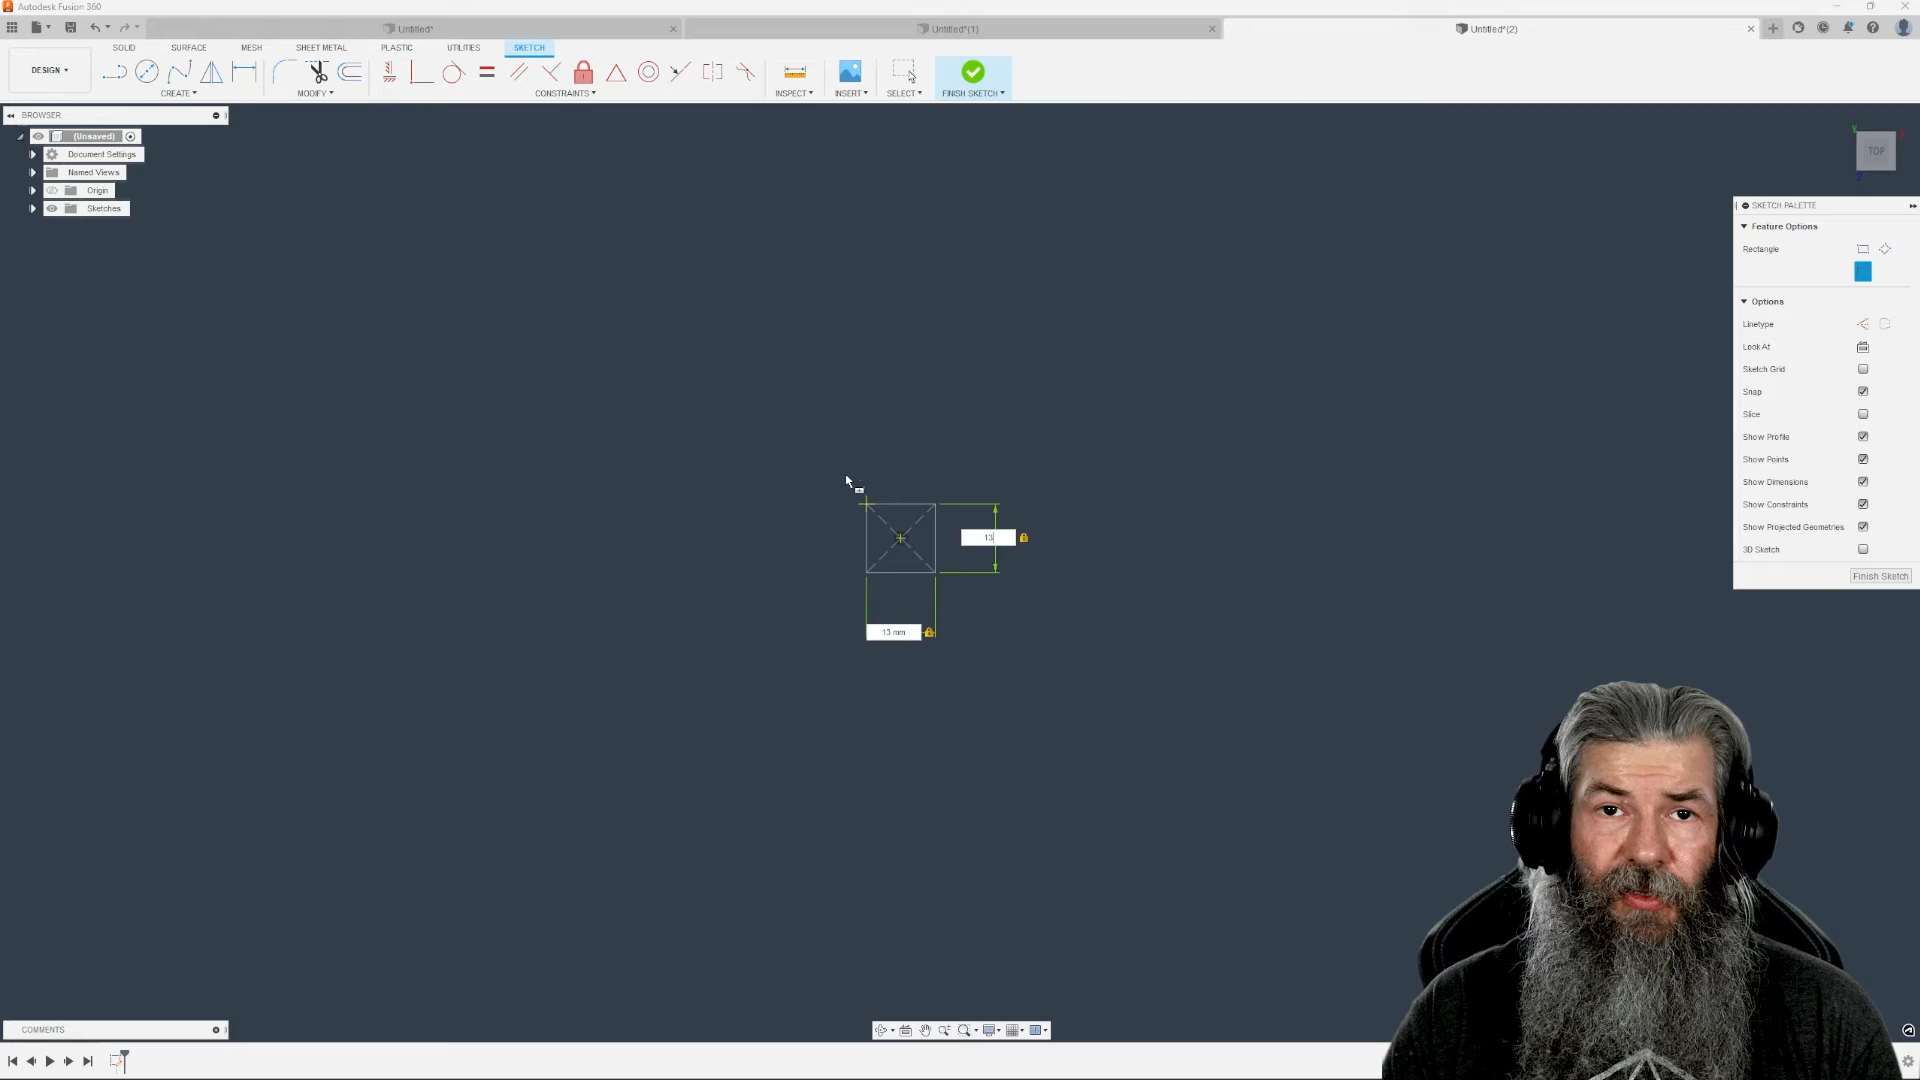 Autodesk Fusion 360
Untitled*
Untitled*(1)
Untitled*(2)
SOLID SURFACE MESH SHEET METAL PLASTIC UTILITIES SKETCH
DESIGN
CREATE MODIFY CONSTRAINTS INSPECT INSERT SELECT FINISH SKETCH
BROWSER
(Unsaved)
Document Settings
Named Views
Origin
Sketches
TOP
SKETCH PALETTE
Feature Options
Rectangle
Options
Linetype
Look At
Sketch Grid
Snap
Slice
Show Profile
Show Points
Show Dimensions
Show Constraints
Show Projected Geometries
3D Sketch
Finish Sketch
13
13 mm
COMMENTS